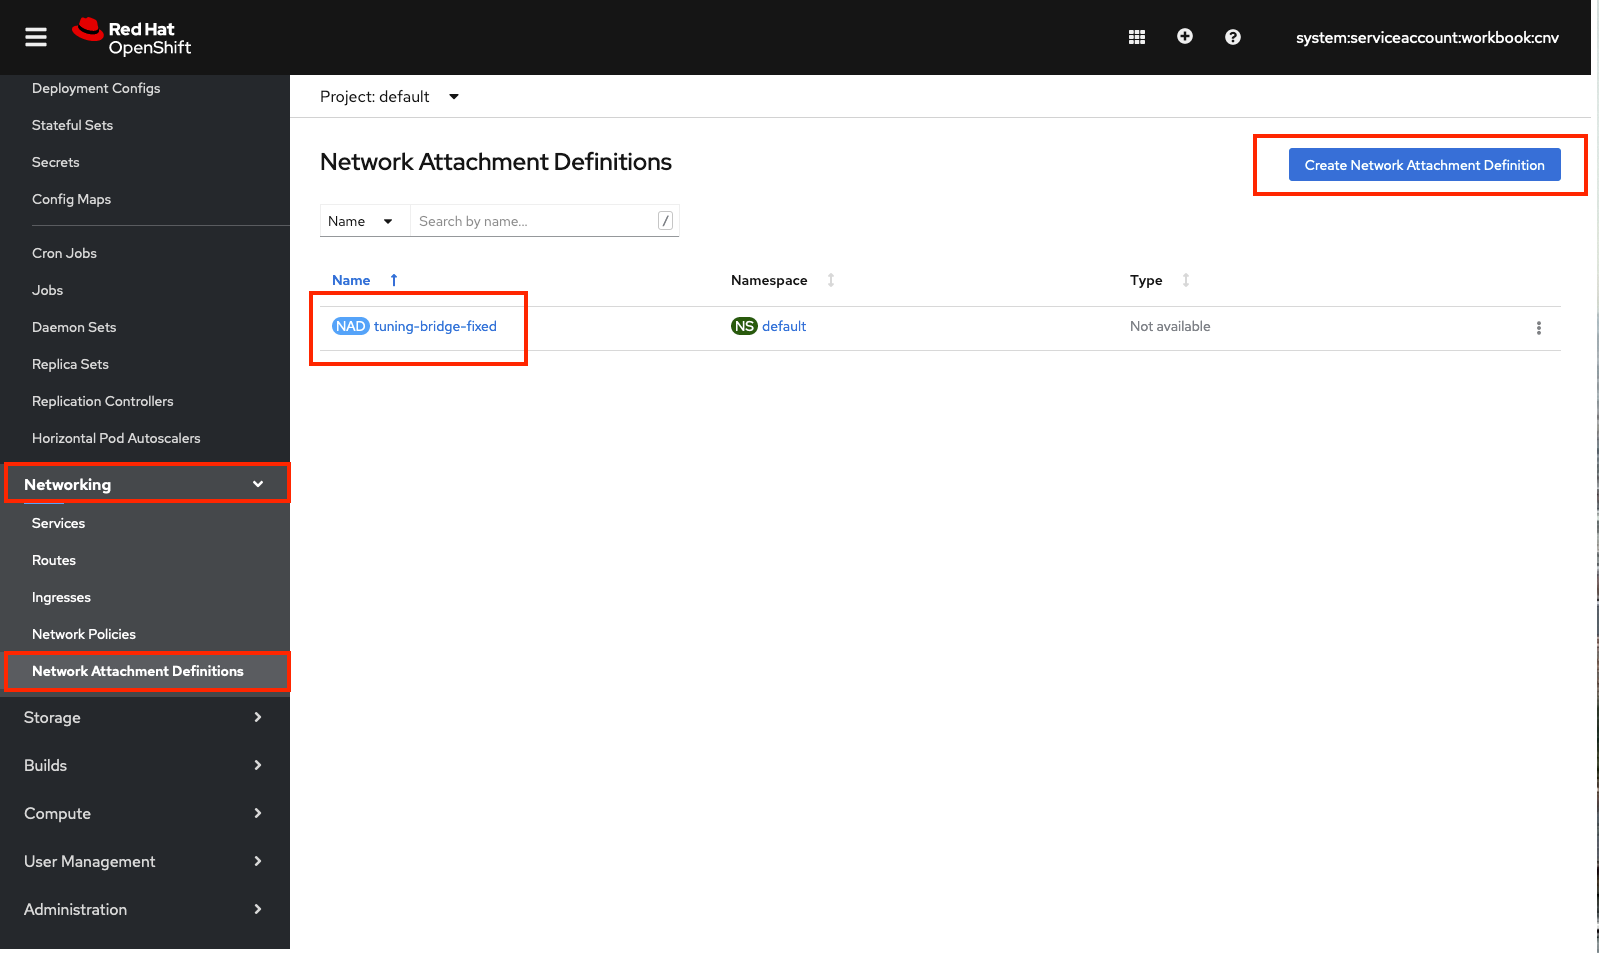 Red Hat
OpenShift
system:serviceaccount:workbook:cnv
Deployment Configs
Stateful Sets
Secrets
Config Maps
Cron Jobs
Jobs
Daemon Sets
Replica Sets
Replication Controllers
Horizontal Pod Autoscalers
Networking
Services
Routes
Ingresses
Network Policies
Network Attachment Definitions
Storage
Builds
Compute
User Management
Administration
Project: default
Network Attachment Definitions
Create Network Attachment Definition
Name Search by name... /
Name Namespace Type
NAD tuning-bridge-fixed NS default Not available